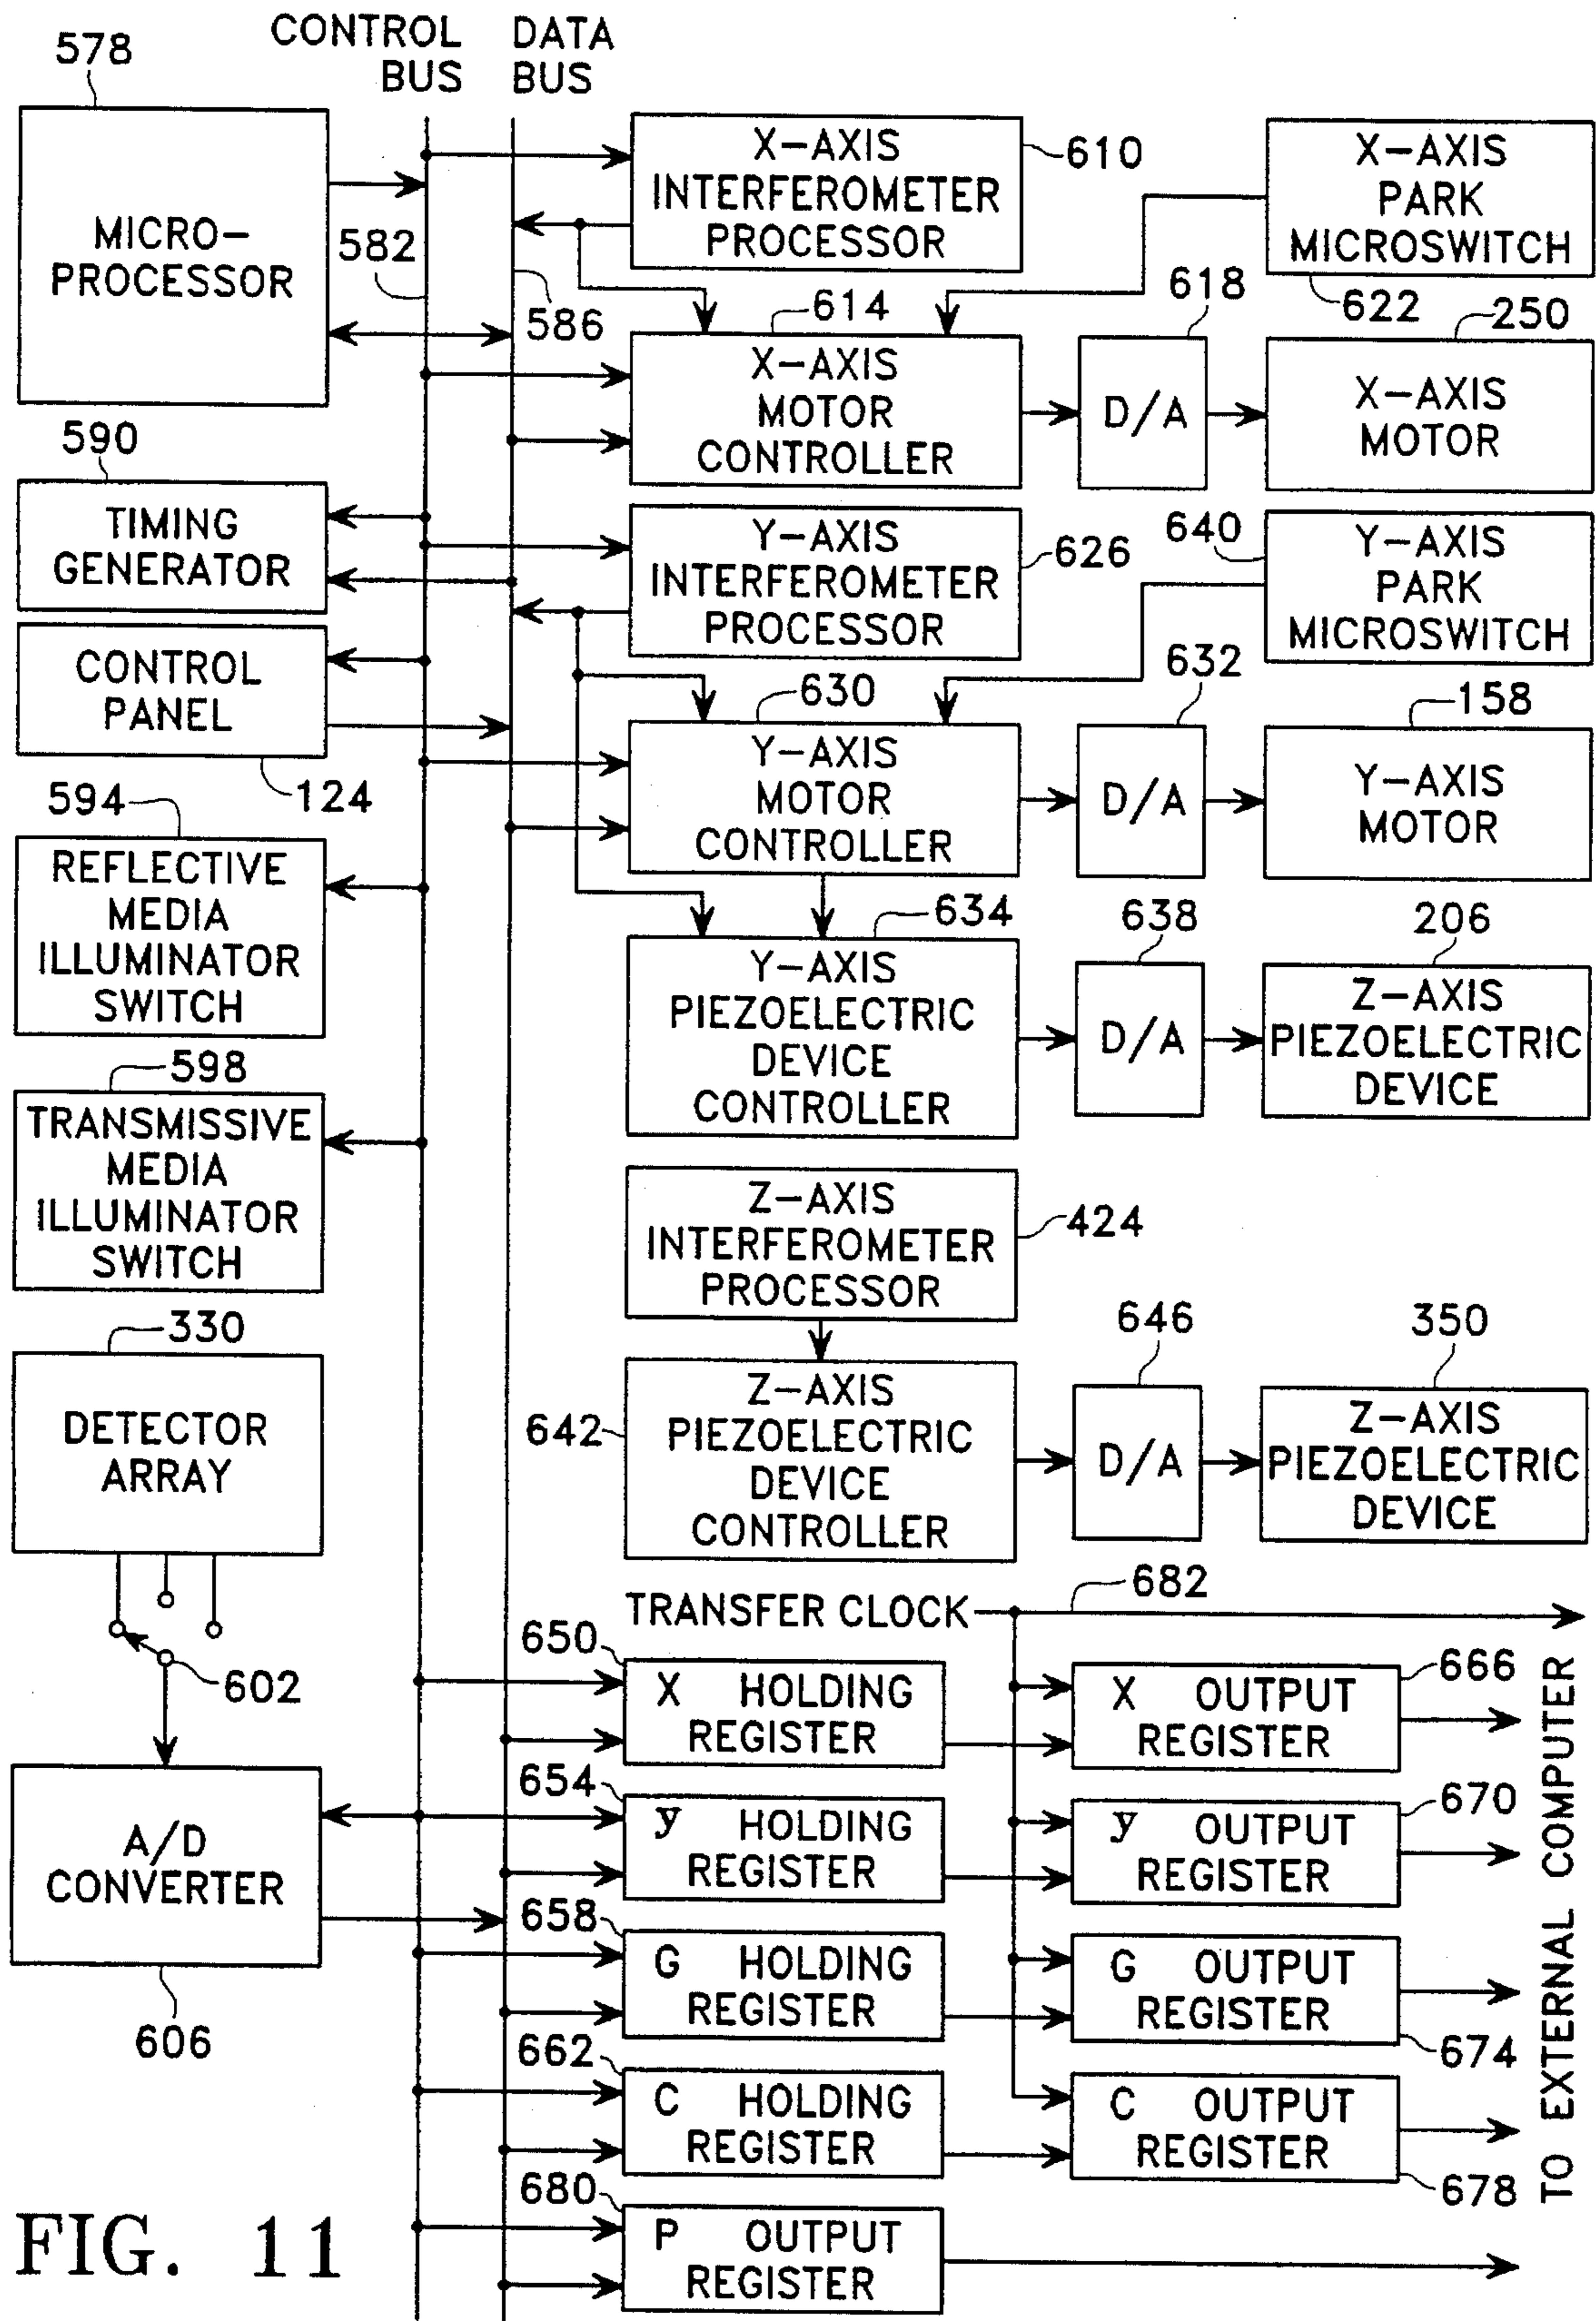 CONTROL BUS
DATA BUS
578
MICRO-
PROCESSOR
582
586
X-AXIS
INTERFEROMETER
PROCESSOR
610
X-AXIS
PARK
MICROSWITCH
622
614
X-AXIS
MOTOR
CONTROLLER
618
D/A
250
X-AXIS
MOTOR
590
TIMING
GENERATOR
Y-AXIS
INTERFEROMETER
PROCESSOR
626
640
Y-AXIS
PARK
MICROSWITCH
CONTROL
PANEL
124
630
Y-AXIS
MOTOR
CONTROLLER
632
D/A
158
Y-AXIS
MOTOR
594
REFLECTIVE
MEDIA
ILLUMINATOR
SWITCH
634
Y-AXIS
PIEZOELECTRIC
DEVICE
CONTROLLER
638
D/A
206
Z-AXIS
PIEZOELECTRIC
DEVICE
598
TRANSMISSIVE
MEDIA
ILLUMINATOR
SWITCH
Z-AXIS
INTERFEROMETER
PROCESSOR
424
330
DETECTOR
ARRAY
602
642
Z-AXIS
PIEZOELECTRIC
DEVICE
CONTROLLER
646
D/A
350
Z-AXIS
PIEZOELECTRIC
DEVICE
TRANSFER CLOCK
682
650
X HOLDING
REGISTER
X OUTPUT
REGISTER
666
A/D
CONVERTER
606
654
y HOLDING
REGISTER
y OUTPUT
REGISTER
670
658
G HOLDING
REGISTER
G OUTPUT
REGISTER
674
662
C HOLDING
REGISTER
C OUTPUT
REGISTER
678
680
P OUTPUT
REGISTER
TO EXTERNAL COMPUTER
FIG. 11